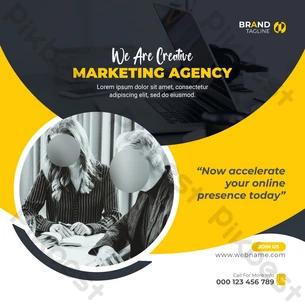 BRAND
TAGLINE
We Are Creative
MARKETING AGENCY
Lorem ipsum dolor sit amet, consectetur
adipiscing elit, sed do eiusmod.
“Now accelerate
your online
presence today”
JOIN US
www.webname.com
Call For More Info
000 123 456 789
pikbest